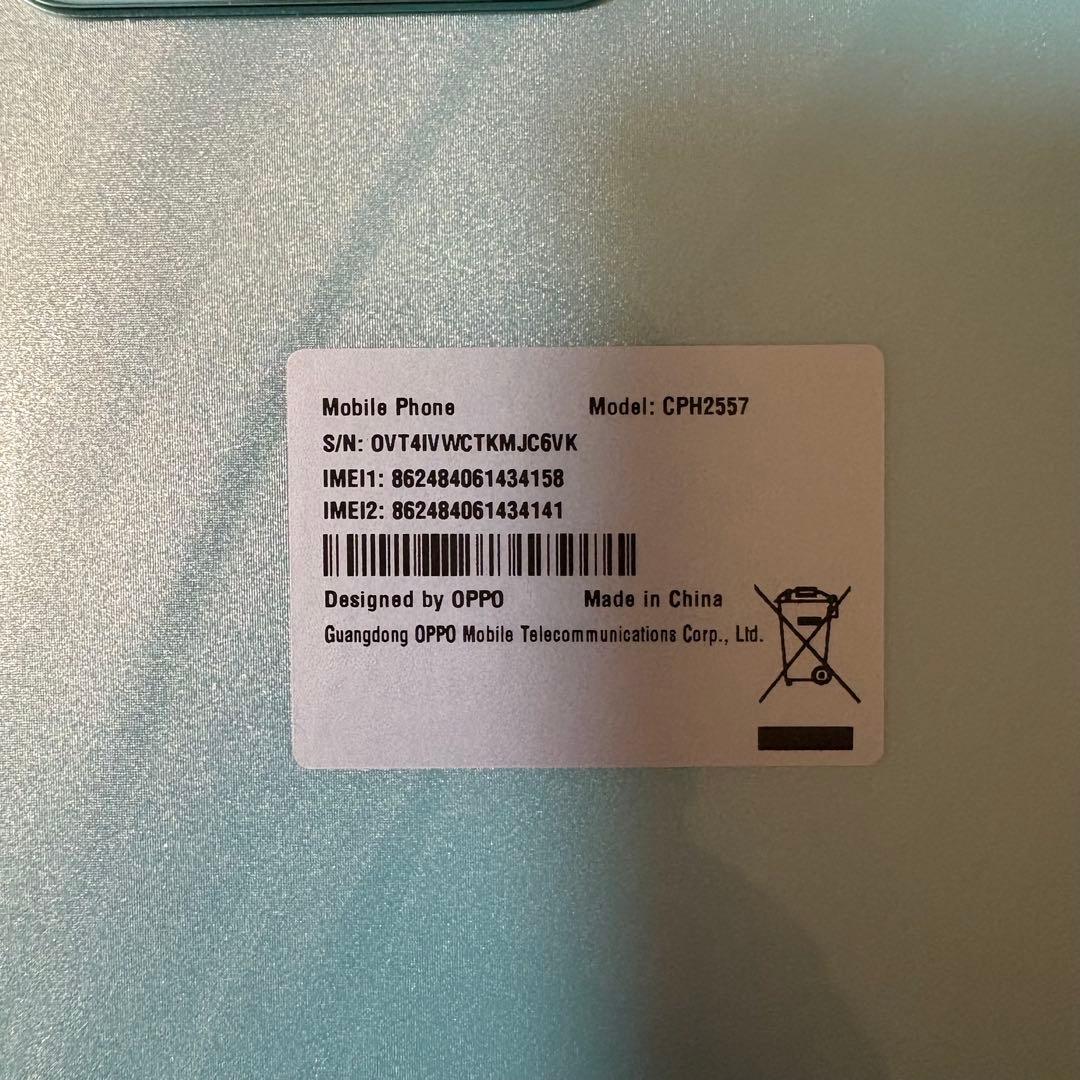 Mobile Phone Model: CPH2557
S/N: OVT4IVWCTKMJC6VK
IMEI1: 862484061434158
IMEI2: 862484061434141
Designed by OPPO Made in China
Guangdong OPPO Mobile Telecommunications Corp., Ltd.